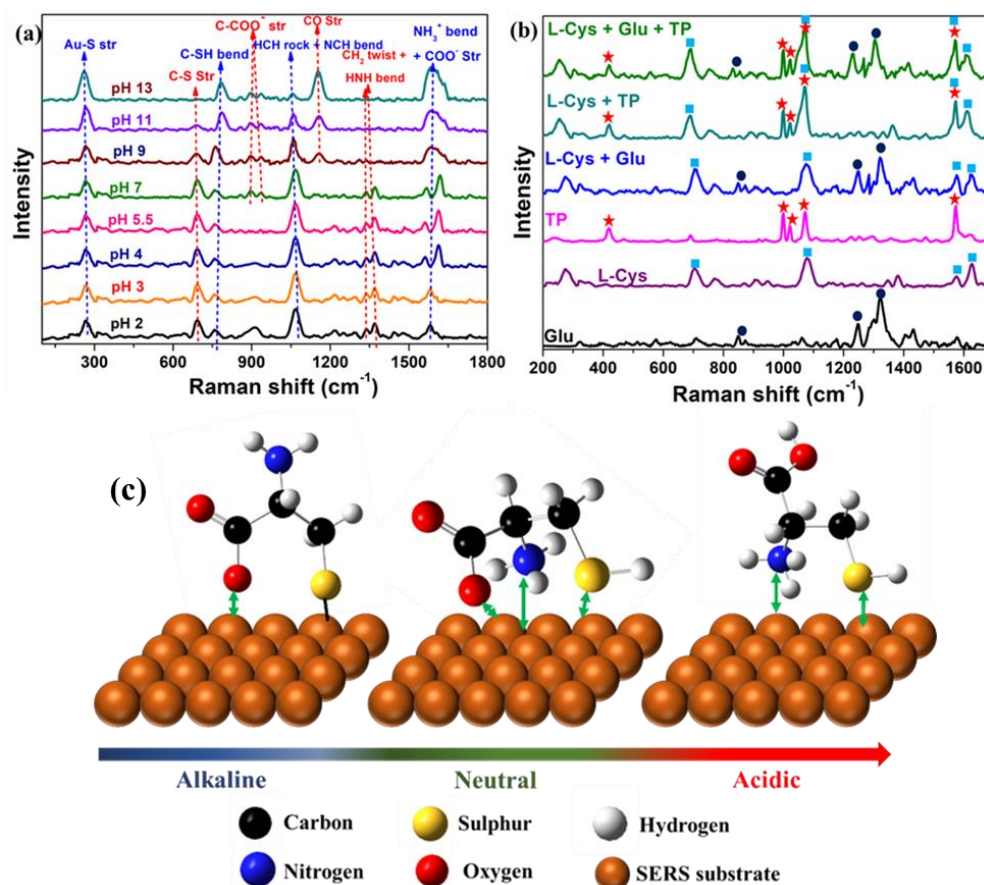 (a)
Au-S str
C-COO⁻ str
CO Str
C-SH bend
HCH rock + NCH bend
NH₃⁺ bend
+ COO⁻ Str
C-S Str
CH₂ twist +
HNH bend
pH 13
pH 11
pH 9
pH 7
pH 5.5
pH 4
pH 3
pH 2
Intensity
300 600 900 1200 1500 1800
Raman shift (cm⁻¹)
(b)
L-Cys + Glu + TP
L-Cys + TP
L-Cys + Glu
TP
L-Cys
Glu
Intensity
200 400 600 800 1000 1200 1400 1600
Raman shift (cm⁻¹)
(c)
Alkaline Neutral Acidic
Carbon Sulphur Hydrogen
Nitrogen Oxygen SERS substrate